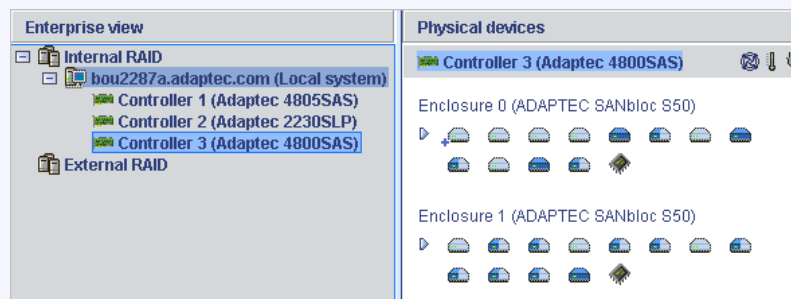 Enterprise view
Internal RAID
bou2287a.adaptec.com (Local system)
Controller 1 (Adaptec 4805SAS)
Controller 2 (Adaptec 2230SLP)
Controller 3 (Adaptec 4800SAS)
External RAID
Physical devices
Controller 3 (Adaptec 4800SAS)
Enclosure 0 (ADAPTEC SANbloc S50)
Enclosure 1 (ADAPTEC SANbloc S50)